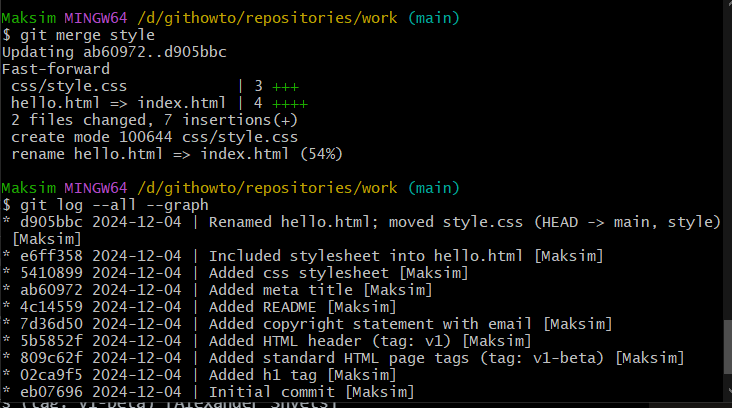 Maksim MINGW64 /d/githowto/repositories/work (main)
$ git merge style
Updating ab60972..d905bbc
Fast-forward
 css/style.css            | 3 +++
 hello.html => index.html | 4 ++++
 2 files changed, 7 insertions(+)
 create mode 100644 css/style.css
 rename hello.html => index.html (54%)
Maksim MINGW64 /d/githowto/repositories/work (main)
$ git log --all --graph
* d905bbc 2024-12-04 | Renamed hello.html; moved style.css (HEAD -> main, style)
 [Maksim]
* e6ff358 2024-12-04 | Included stylesheet into hello.html [Maksim]
* 5410899 2024-12-04 | Added css stylesheet [Maksim]
* ab60972 2024-12-04 | Added meta title [Maksim]
* 4c14559 2024-12-04 | Added README [Maksim]
* 7d36d50 2024-12-04 | Added copyright statement with email [Maksim]
* 5b5852f 2024-12-04 | Added HTML header (tag: v1) [Maksim]
* 809c62f 2024-12-04 | Added standard HTML page tags (tag: v1-beta) [Maksim]
* 02ca9f5 2024-12-04 | Added h1 tag [Maksim]
* eb07696 2024-12-04 | Initial commit [Maksim]
s (tag: v1-beta) [Alexander Shvets]